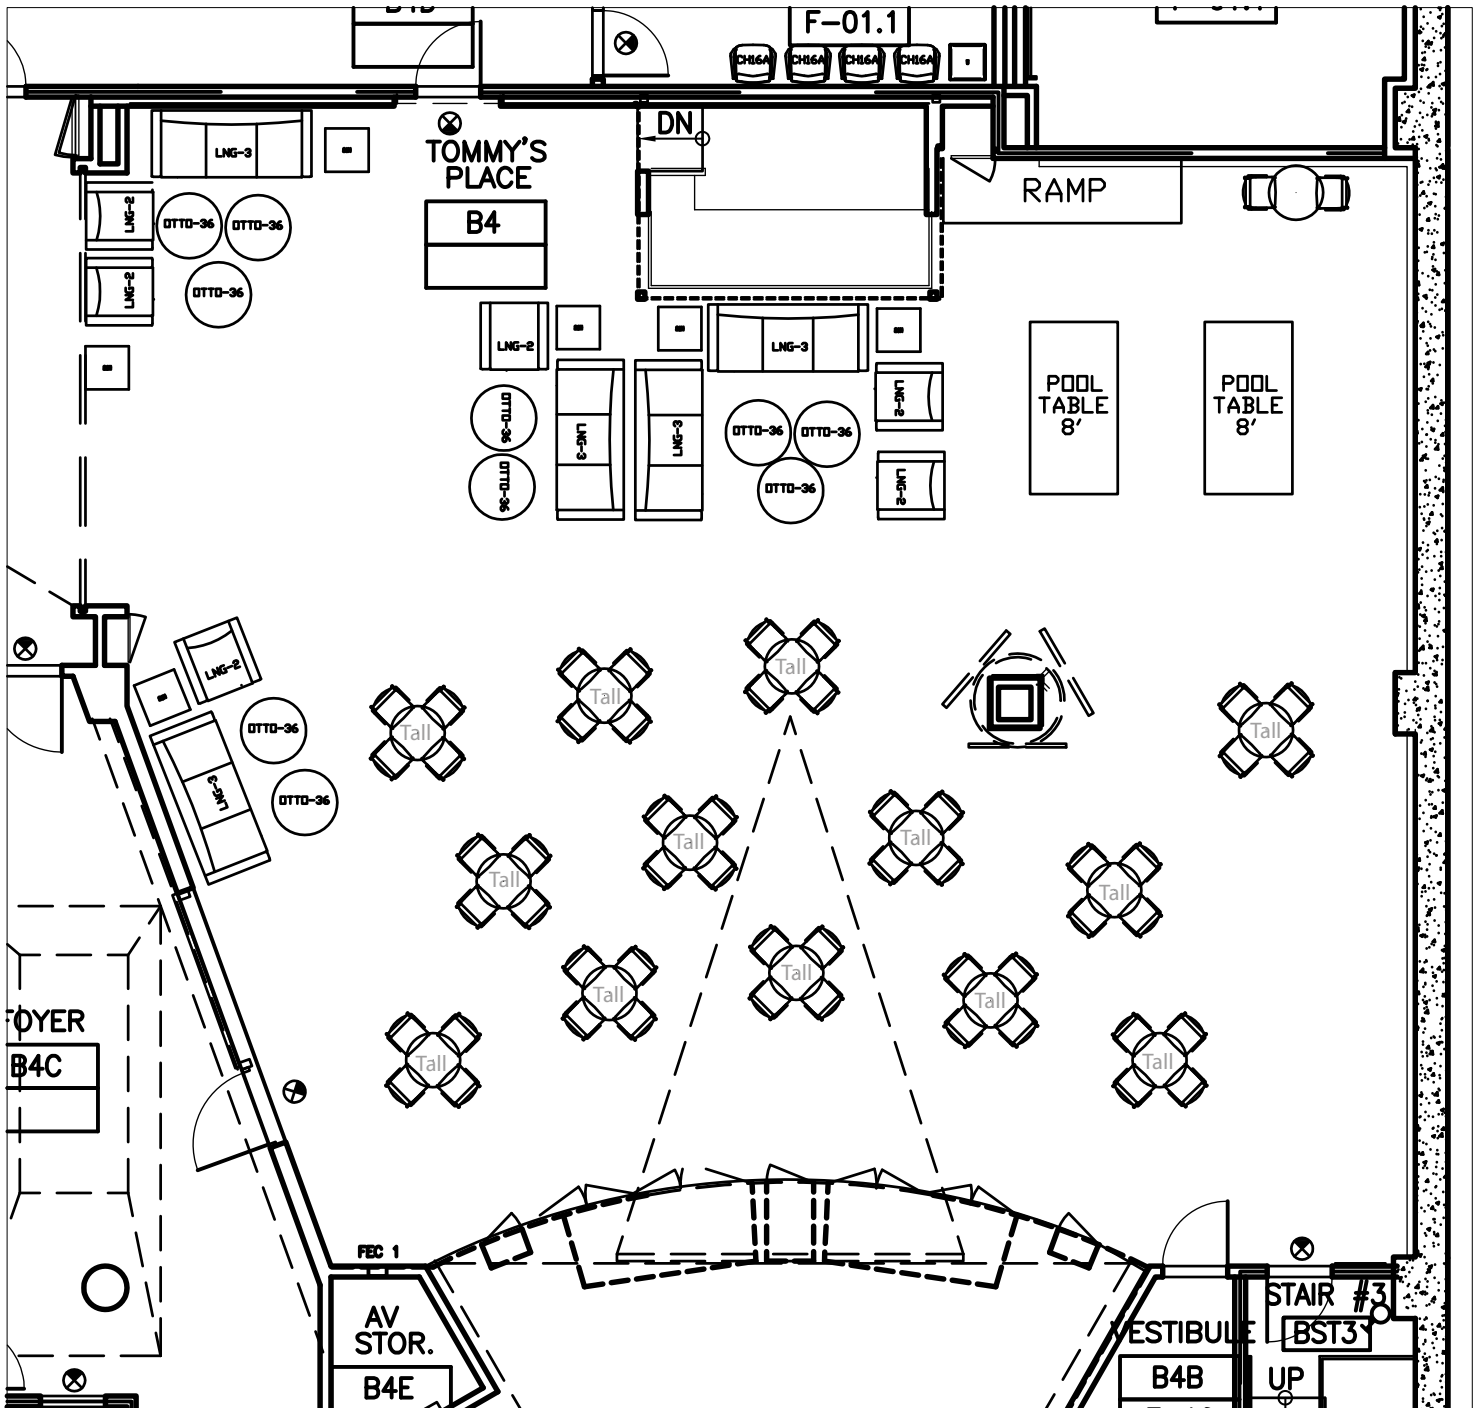 F-01.1
CH16A CH16A CH16A CH16A
DN
TOMMY'S
PLACE
B4
RAMP
LNG-3
LNG-2
OTTO-36
OTTO-36
LNG-2
OTTO-36
LNG-2
LNG-3
LNG-2
OTTO-36
OTTO-36
LNG-3
LNG-3
OTTO-36
OTTO-36
LNG-2
OTTO-36
POOL
TABLE
8'
POOL
TABLE
8'
LNG-2
OTTO-36
LNG-3
OTTO-36
Tall
Tall
Tall
Tall
Tall
Tall
Tall
Tall
Tall
Tall
Tall
Tall
Tall
FOYER
B4C
FEC 1
AV
STOR.
B4E
VESTIBULE
B4B
STAIR #3
BST3
UP